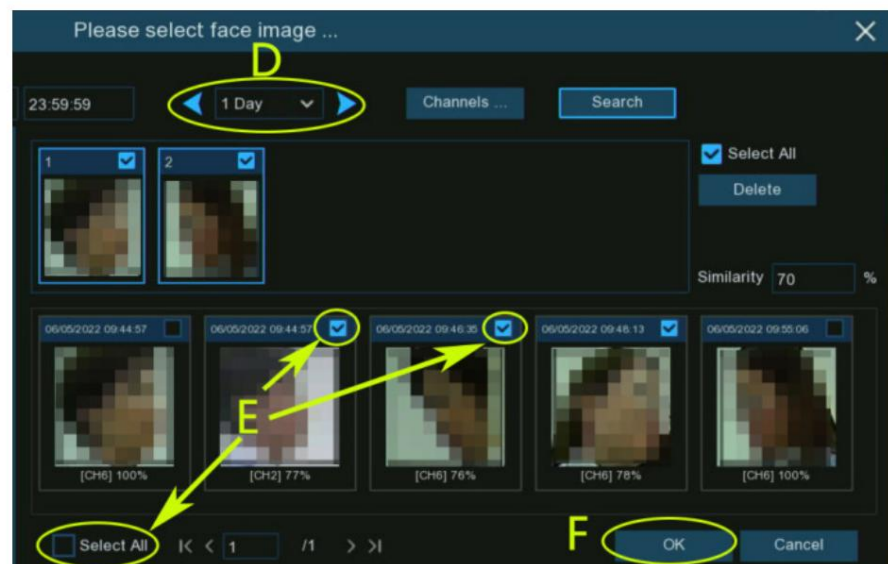 Please select face image ...
D
23:59:59
1 Day
Channels ...
Search
1
2
Select All
Delete
Similarity 70 %
06/05/2022 09:44:57
06/05/2022 09:44:57
06/05/2022 09:46:35
06/05/2022 09:48:13
06/05/2022 09:55:06
E
[CH6] 100%
[CH2] 77%
[CH6] 76%
[CH6] 78%
[CH6] 100%
Select All
1 /1
F
OK
Cancel